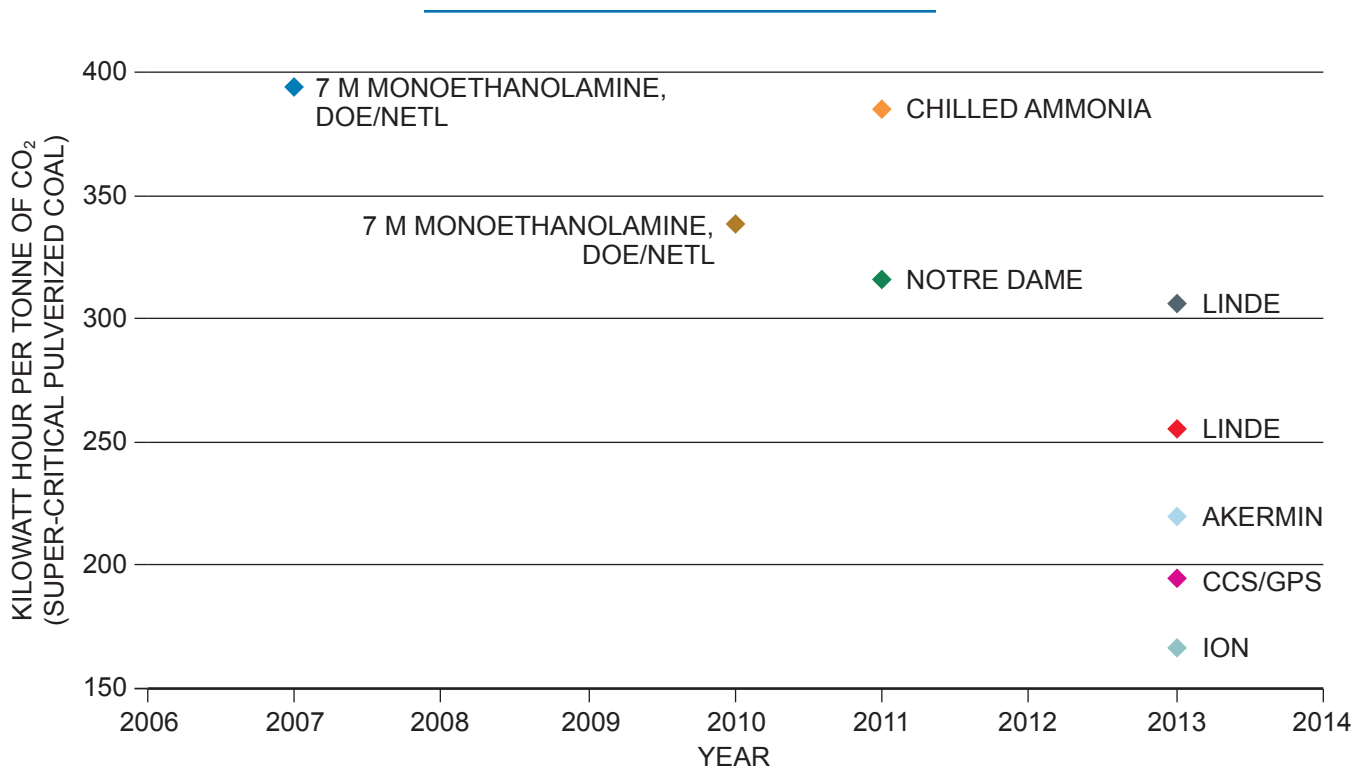 KILOWATT HOUR PER TONNE OF CO₂
(SUPER-CRITICAL PULVERIZED COAL)
400
350
300
250
200
150
7 M MONOETHANOLAMINE,
DOE/NETL
CHILLED AMMONIA
7 M MONOETHANOLAMINE,
DOE/NETL
NOTRE DAME
LINDE
LINDE
AKERMIN
CCS/GPS
ION
2006 2007 2008 2009 2010 2011 2012 2013 2014
YEAR